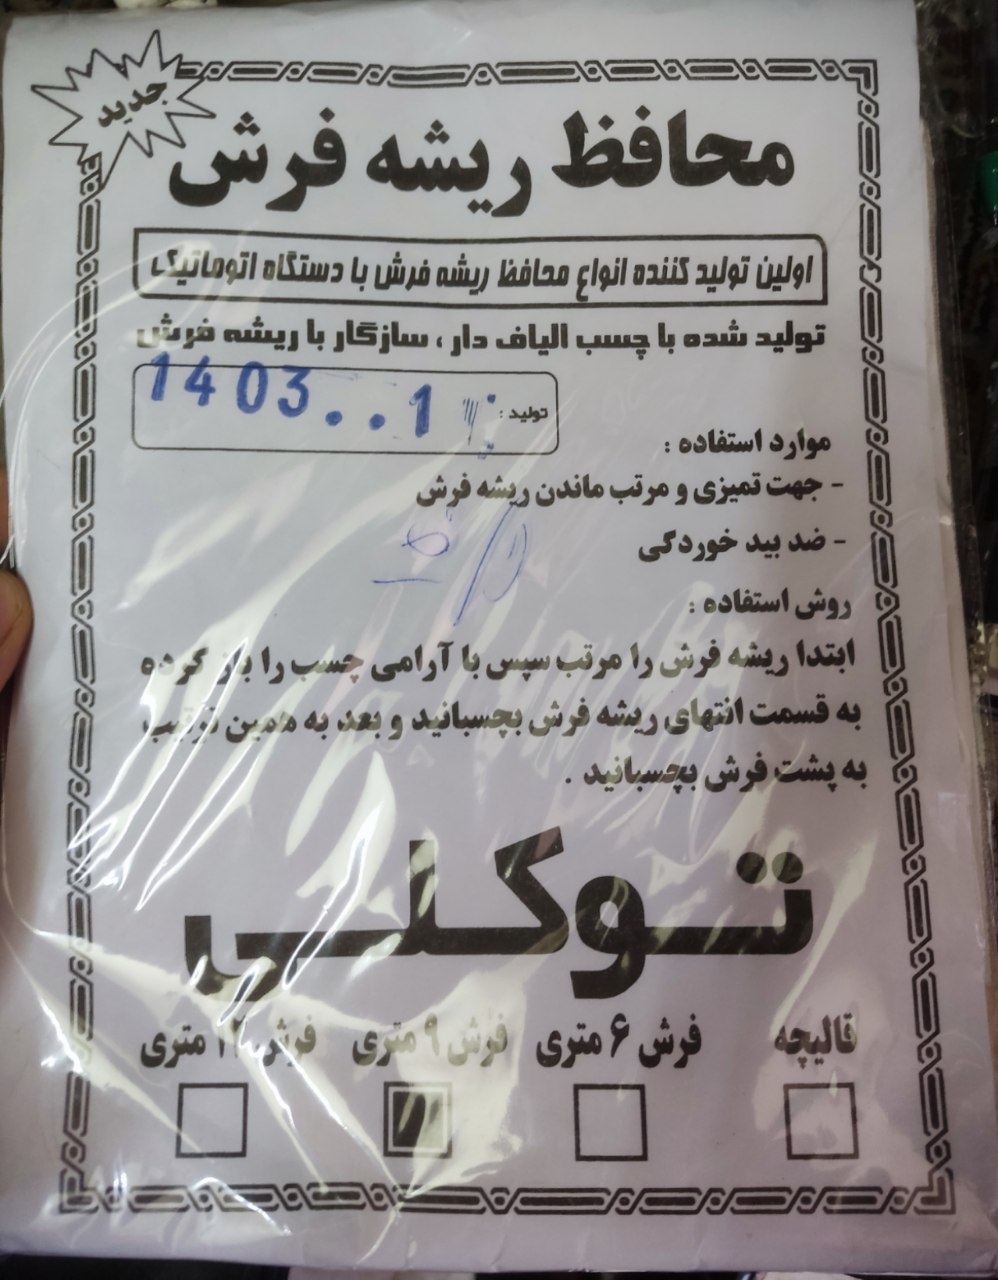 جدید
محافظ ریشه فرش
اولین تولید کننده انواع محافظ ریشه فرش با دستگاه اتوماتیک
تولید شده با چسب الیاف دار ، سازگار با ریشه فرش
تولید : 1403..1
موارد استفاده :
- جهت تمیزی و مرتب ماندن ریشه فرش
- ضد بید خوردگی
روش استفاده :
ابتدا ریشه فرش را مرتب سپس با آرامی چسب را باز کرده
به قسمت انتهای ریشه فرش بچسبانید و بعد به همین ترتیب
به پشت فرش بچسبانید .
توکلی
قالیچه فرش ۶ متری فرش ۹ متری فرش ۱۲ متری